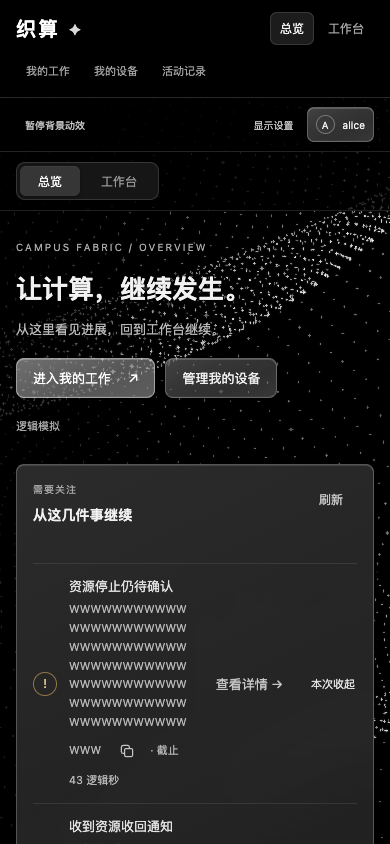 织算
总览 工作台
我的工作 我的设备 活动记录
暂停背景动效 显示设置 A alice
总览 工作台
CAMPUS FABRIC / OVERVIEW
让计算，继续发生。
从这里看见进展，回到工作台继续。
进入我的工作 ↗ 管理我的设备
逻辑模拟
需要关注
从这几件事继续
刷新
资源停止仍待确认
WWWWWWWWWWW
WWWWWWWWWWW
WWWWWWWWWWW
WWWWWWWWWWW
WWWWWWWWWWW
WWWWWWWWWWW
WWWWWWWWWWW
WWW · 截止
43 逻辑秒
! 查看详情 → 本次收起
收到资源收回通知